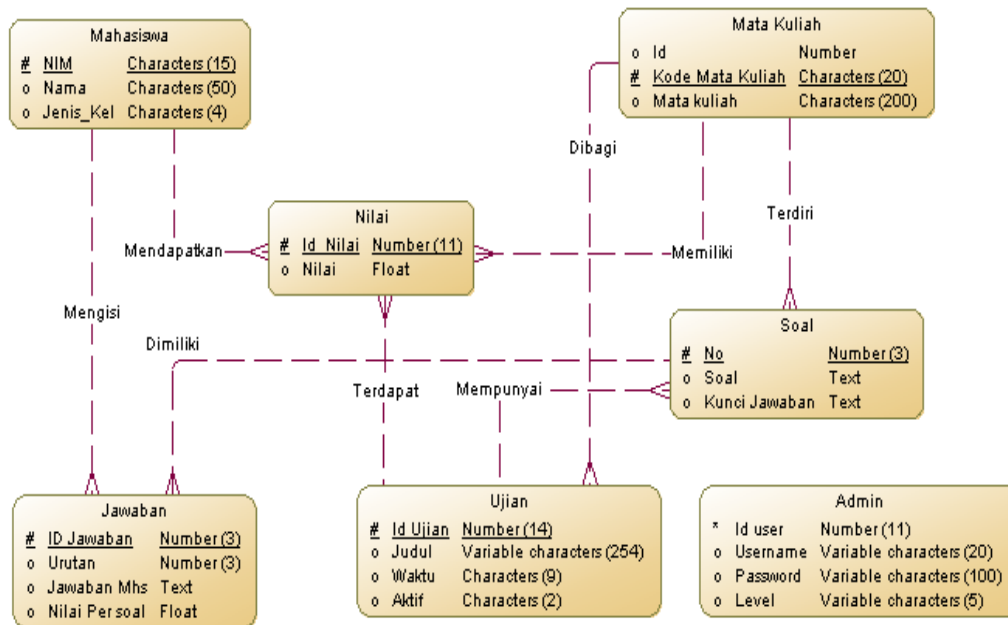 Mahasiswa
# NIM Characters (15)
o Nama Characters (50)
o Jenis_Kel Characters (4)
Mata Kuliah
o Id Number
# Kode Mata Kuliah Characters (20)
o Mata kuliah Characters (200)
Dibagi
Nilai
# Id_Nilai Number (11)
o Nilai Float
Mendapatkan
Memiliki
Terdiri
Mengisi
Dimiliki
Terdapat
Mempunyai
Soal
# No Number (3)
o Soal Text
o Kunci Jawaban Text
Jawaban
# ID Jawaban Number (3)
o Urutan Number (3)
o Jawaban Mhs Text
o Nilai Per soal Float
Ujian
# Id Ujian Number (14)
o Judul Variable characters (254)
o Waktu Characters (9)
o Aktif Characters (2)
Admin
* Id user Number (11)
o Username Variable characters (20)
o Password Variable characters (100)
o Level Variable characters (5)